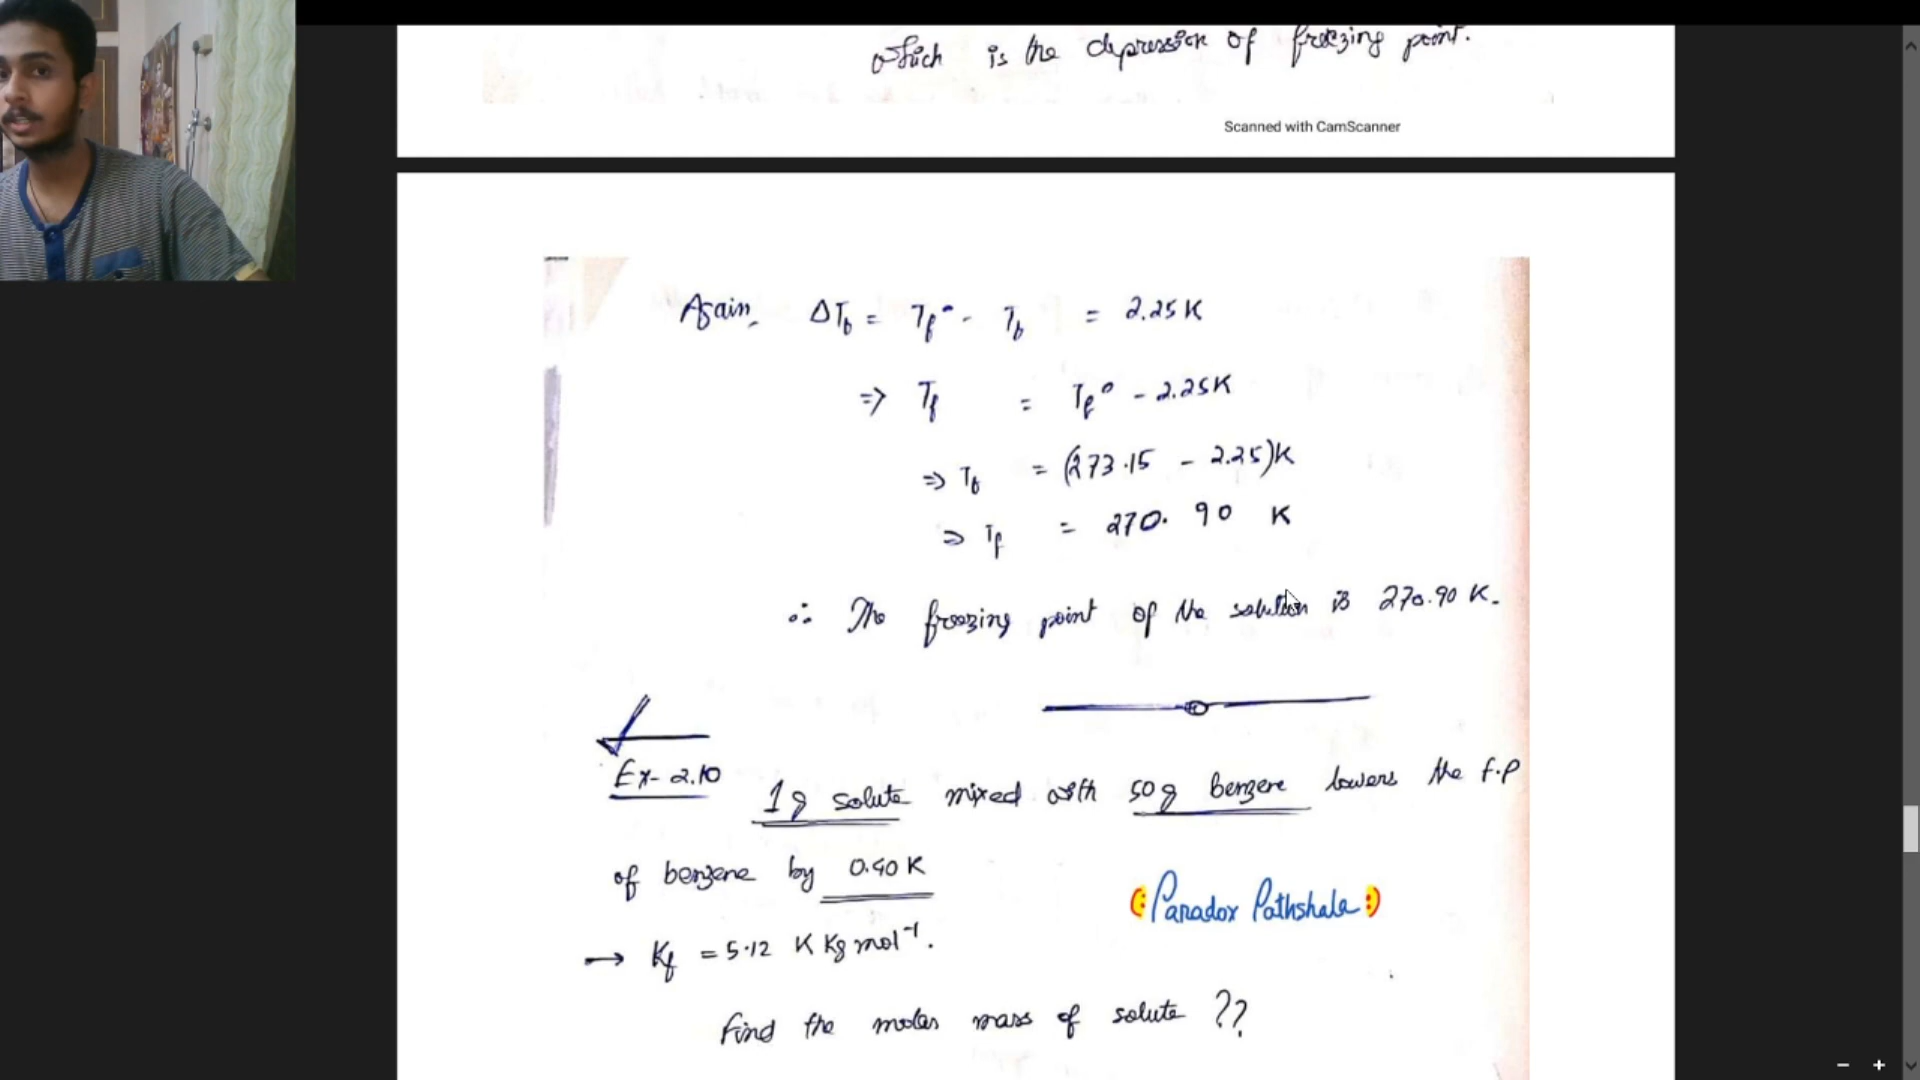 which is the depression of freezing point.
Scanned with CamScanner
Again, ΔTf = Tf° - Tf = 2.25 K
=> Tf = Tf° - 2.25K
=> Tf = (273.15 - 2.25)K
=> Tf = 270.90 K
∴ The freezing point of the solution is 270.90 K.
Ex- 2.10
1g solute mixed with 50g benzene lowers the f.p
of benzene by 0.40 K
(: Paradox Pathshala :)
→ Kf = 5.12 K Kg mol⁻¹.
Find the molar mass of solute ??